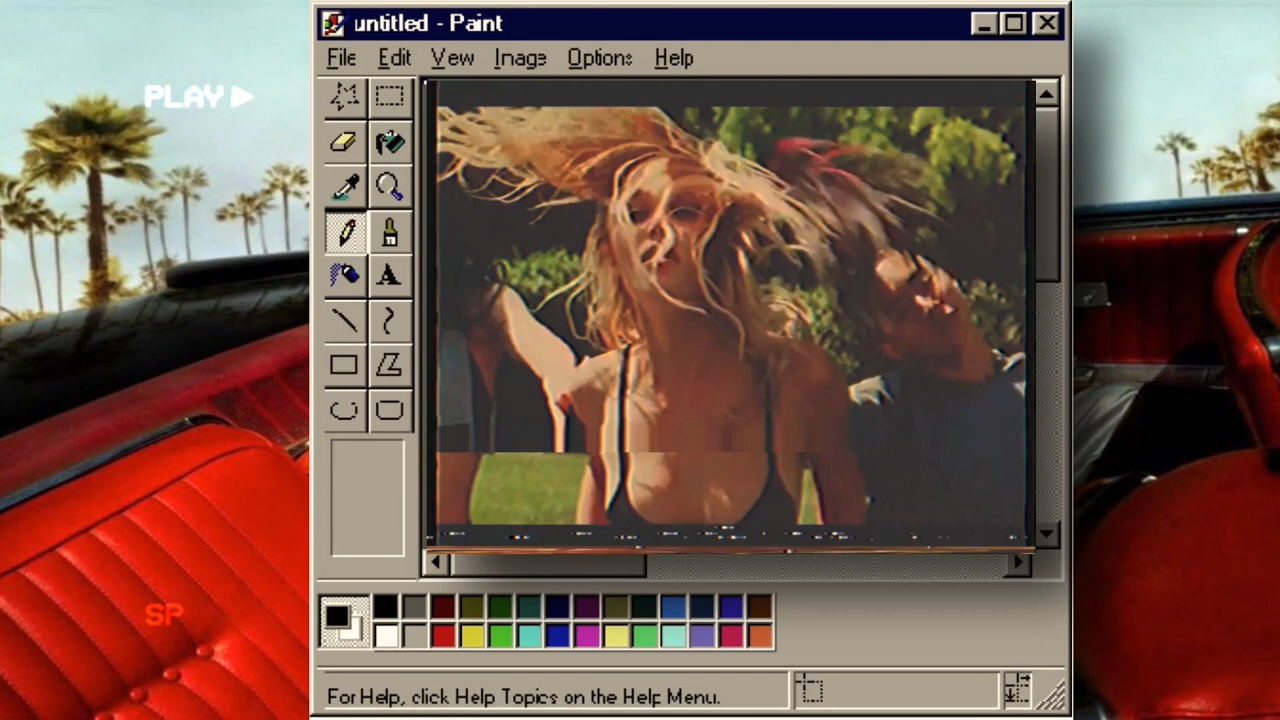 untitled - Paint
File Edit View Image Options Help
PLAY
A
SP
For Help, click Help Topics on the Help Menu.